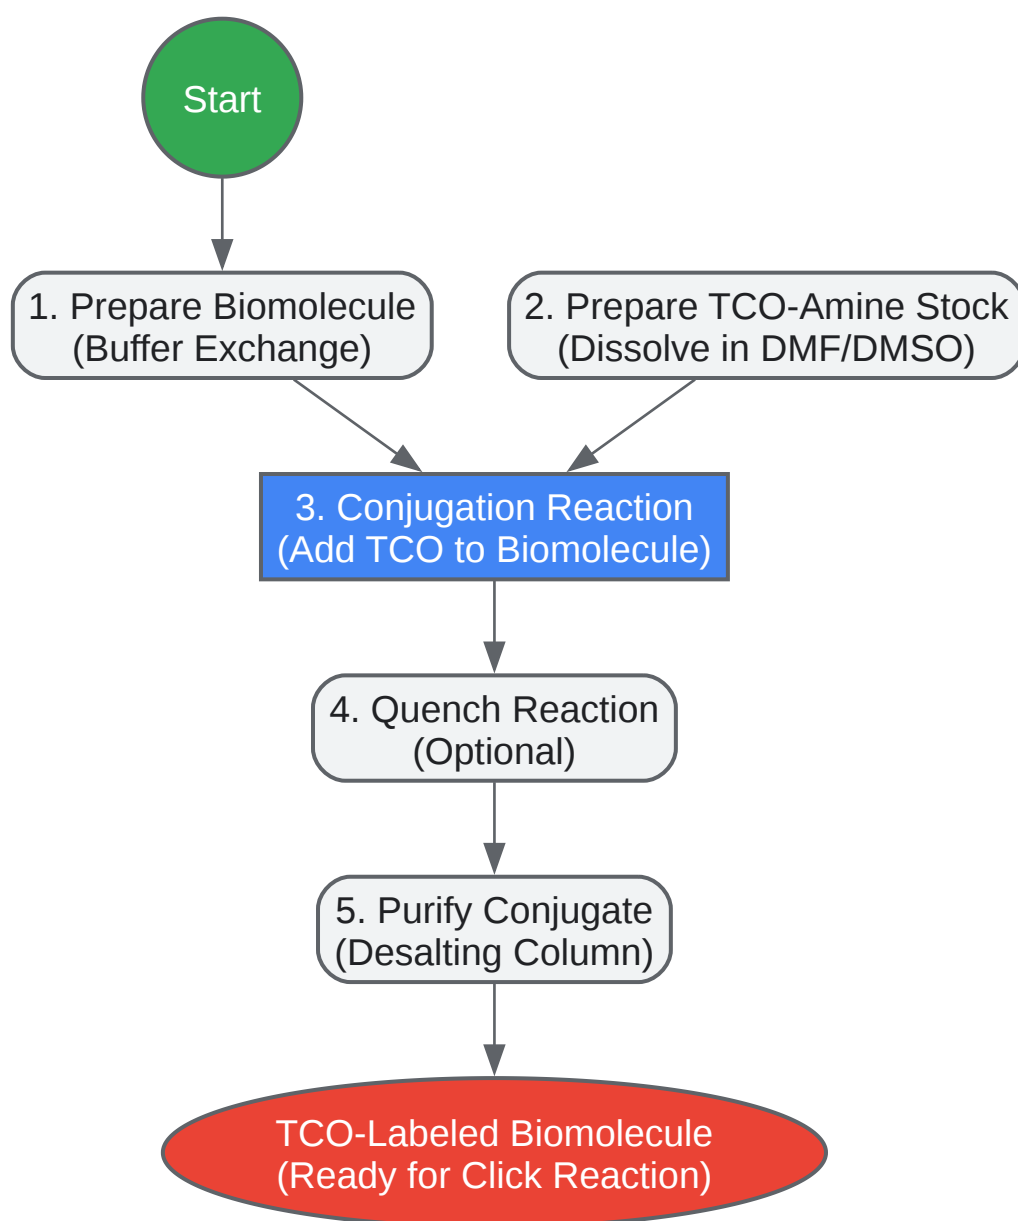 Start
1. Prepare Biomolecule
(Buffer Exchange)
2. Prepare TCO-Amine Stock
(Dissolve in DMF/DMSO)
3. Conjugation Reaction
(Add TCO to Biomolecule)
4. Quench Reaction
(Optional)
5. Purify Conjugate
(Desalting Column)
TCO-Labeled Biomolecule
(Ready for Click Reaction)